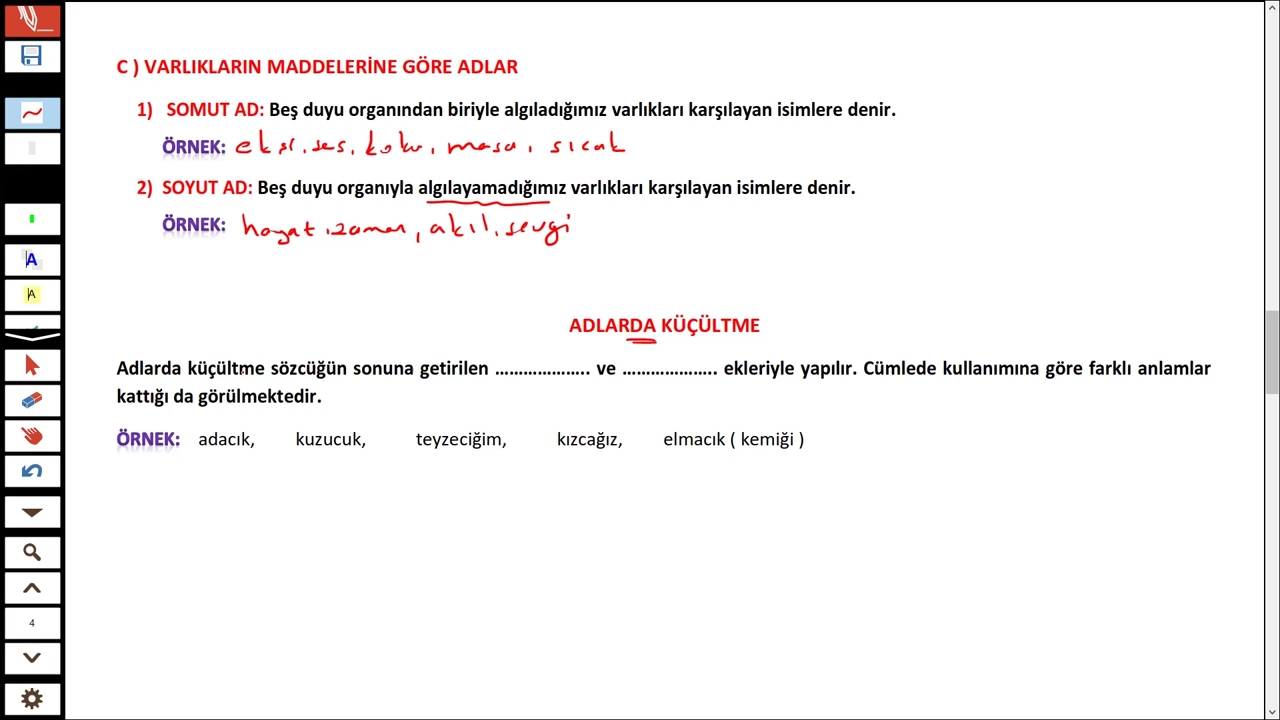 C ) VARLIKLARIN MADDELERİNE GÖRE ADLAR
1) SOMUT AD: Beş duyu organından biriyle algıladığımız varlıkları karşılayan isimlere denir.
ÖRNEK: ekşi, ses, koku, masa, sıcak
2) SOYUT AD: Beş duyu organıyla algılayamadığımız varlıkları karşılayan isimlere denir.
ÖRNEK: hayat, zaman, akıl, sevgi
ADLARDA KÜÇÜLTME
Adlarda küçültme sözcüğün sonuna getirilen ……………….. ve ……………….. ekleriyle yapılır. Cümlede kullanımına göre farklı anlamlar
kattığı da görülmektedir.
ÖRNEK: adacık, kuzucuk, teyzeciğim, kızcağız, elmacık ( kemiği )
A
A
4